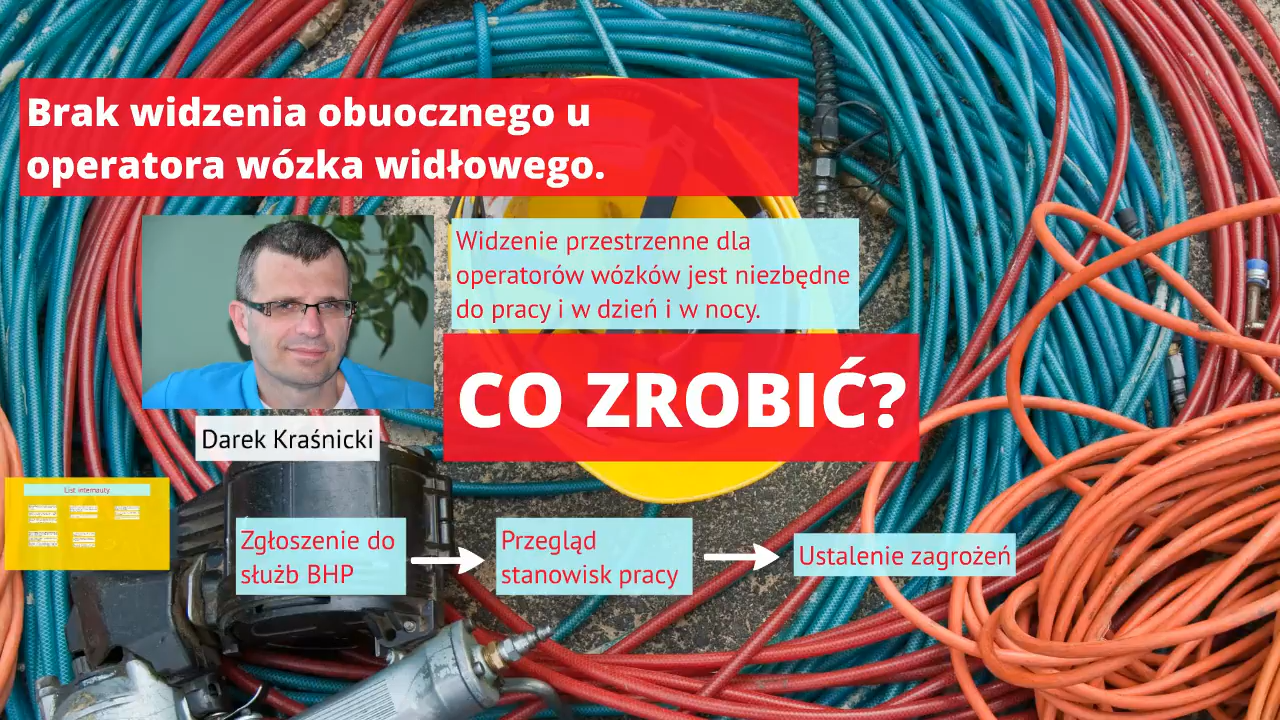 Brak widzenia obuocznego u
operatora wózka widłowego.
Widzenie przestrzenne dla
operatorów wózków jest niezbędne
do pracy i w dzień i w nocy.
CO ZROBIĆ?
Darek Kraśnicki
List internauty
Zgłoszenie do
służb BHP
Przegląd
stanowisk pracy
Ustalenie zagrożeń